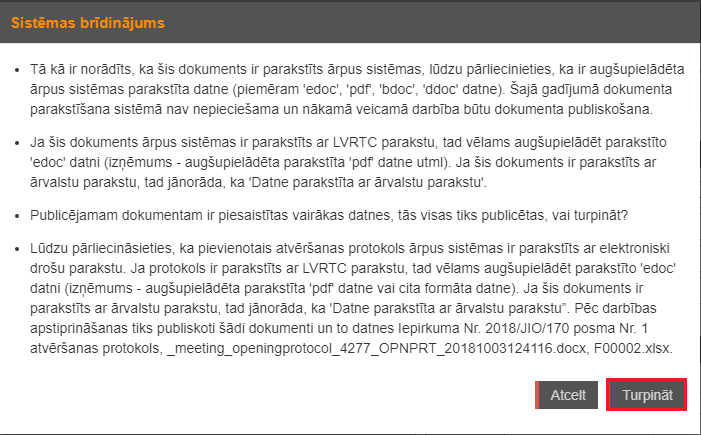 Sistēmas brīdinājums
• Tā kā ir norādīts, ka šis dokuments ir parakstīts ārpus sistēmas, lūdzu pārliecinieties, ka ir augšupielādēta
ārpus sistēmas parakstīta datne (piemēram 'edoc', 'pdf', 'bdoc', 'ddoc' datne). Šajā gadījumā dokumenta
parakstīšana sistēmā nav nepieciešama un nākamā veicamā darbība būtu dokumenta publiskošana.
• Ja šis dokuments ārpus sistēmas ir parakstīts ar LVRTC parakstu, tad vēlams augšupielādēt parakstīto
'edoc' datni (izņēmums - augšupielādēta parakstīta 'pdf' datne utml). Ja šis dokuments ir parakstīts ar
ārvalstu parakstu, tad jānorāda, ka 'Datne parakstīta ar ārvalstu parakstu'.
• Publicējamam dokumentam ir piesaistītas vairākas datnes, tās visas tiks publicētas, vai turpināt?
• Lūdzu pārliecināsieties, ka pievienotais atvēršanas protokols ārpus sistēmas ir parakstīts ar elektroniski
drošu parakstu. Ja protokols ir parakstīts ar LVRTC parakstu, tad vēlams augšupielādēt parakstīto 'edoc'
datni (izņēmums - augšupielādēta parakstīta 'pdf' datne vai cita formāta datne). Ja šis dokuments ir
parakstīts ar ārvalstu parakstu, tad jānorāda, ka 'Datne parakstīta ar ārvalstu parakstu”. Pēc darbības
apstiprināšanas tiks publiskoti šādi dokumenti un to datnes Iepirkuma Nr. 2018/JIO/170 posma Nr. 1
atvēršanas protokols, _meeting_openingprotocol_4277_OPNPRT_20181003124116.docx, F00002.xlsx.
Atcelt Turpināt